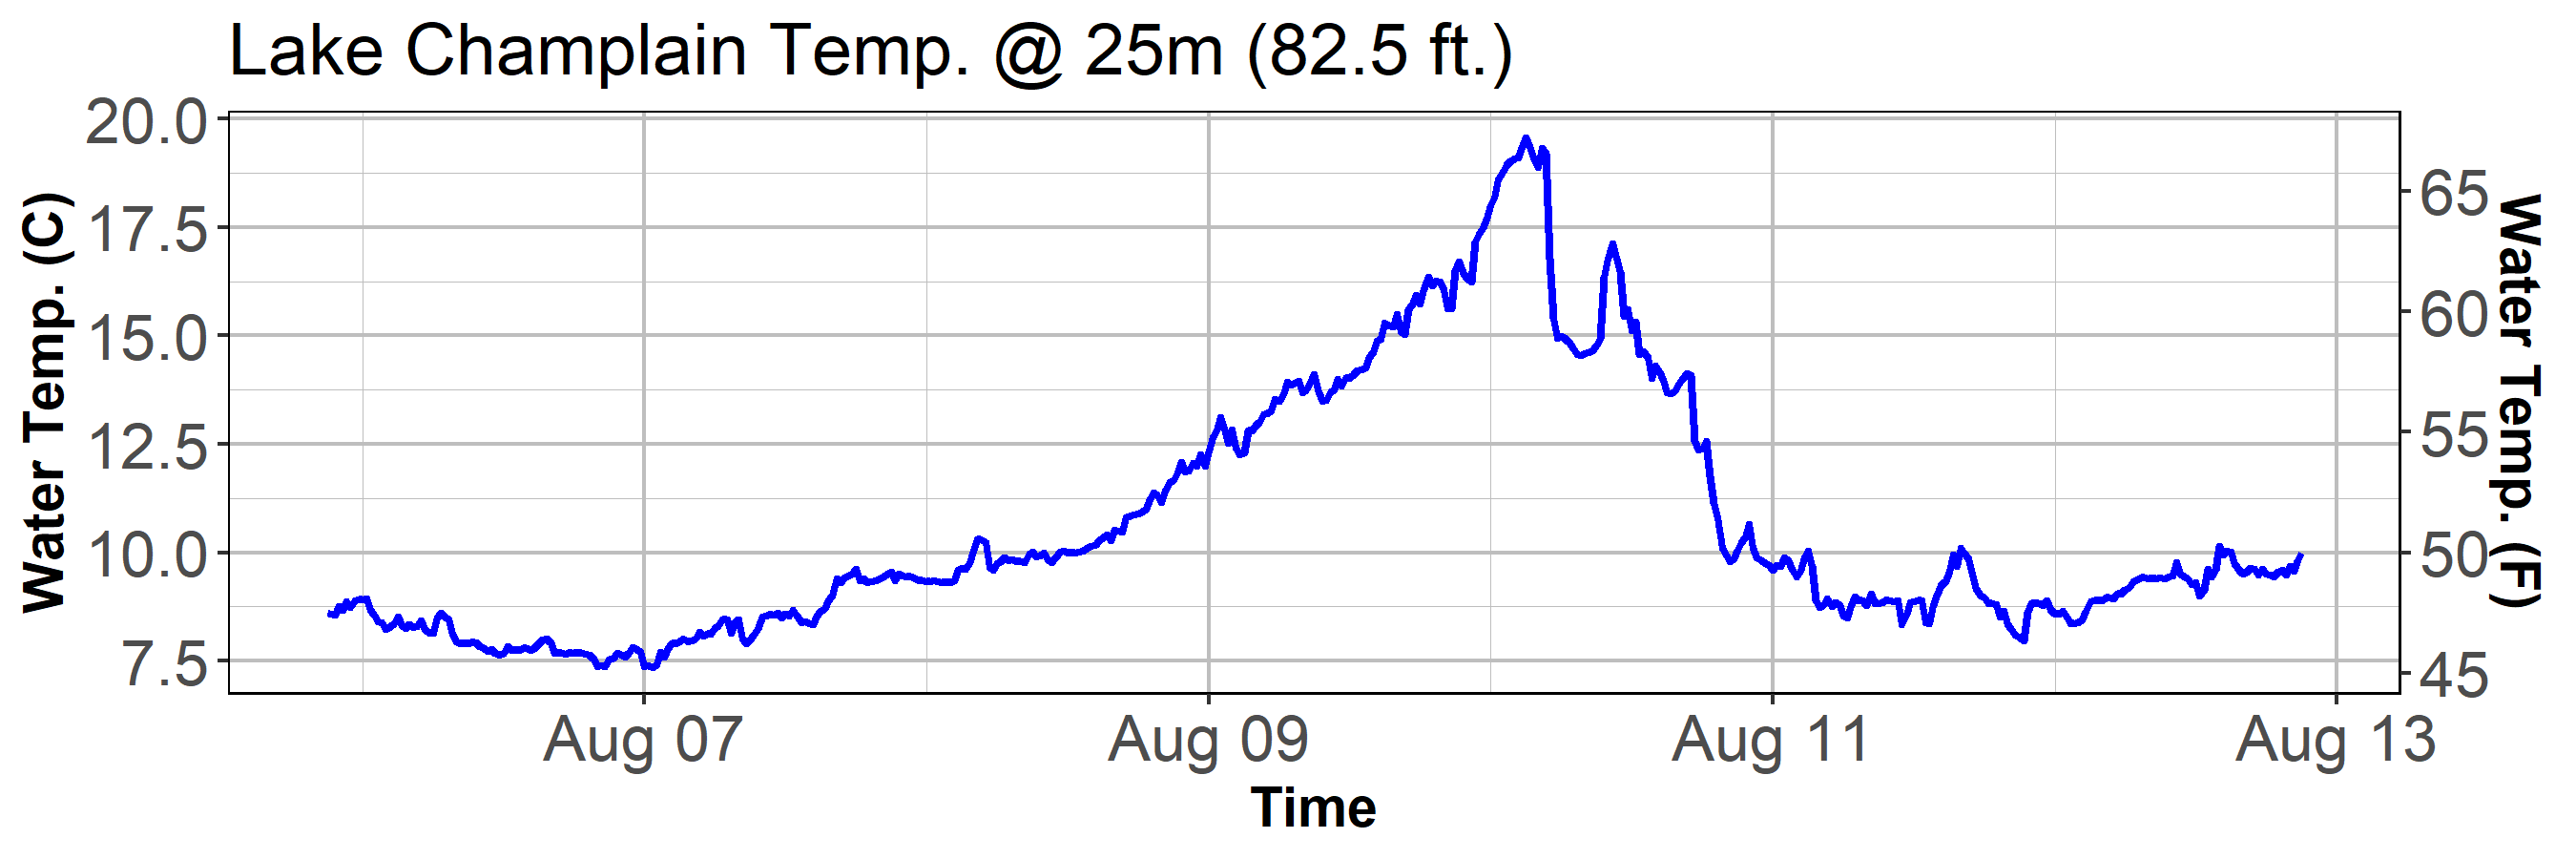 Lake Champlain Temp. @ 25m (82.5 ft.)
Water Temp. (C)
20.0
17.5
15.0
12.5
10.0
7.5
65
60
55
50
45
Water Temp. (F)
Aug 07 Aug 09 Aug 11 Aug 13
Time